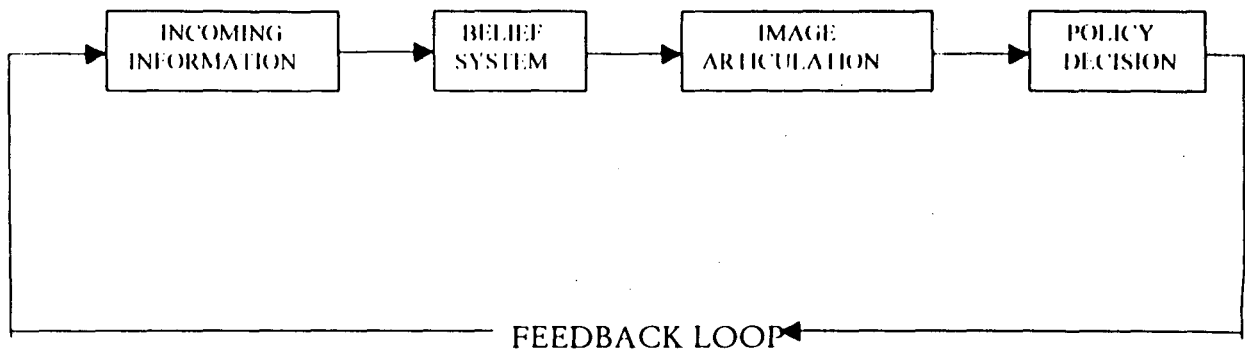 INCOMING
INFORMATION
BELIEF
SYSTEM
IMAGE
ARTICULATION
POLICY
DECISION
FEEDBACK LOOP